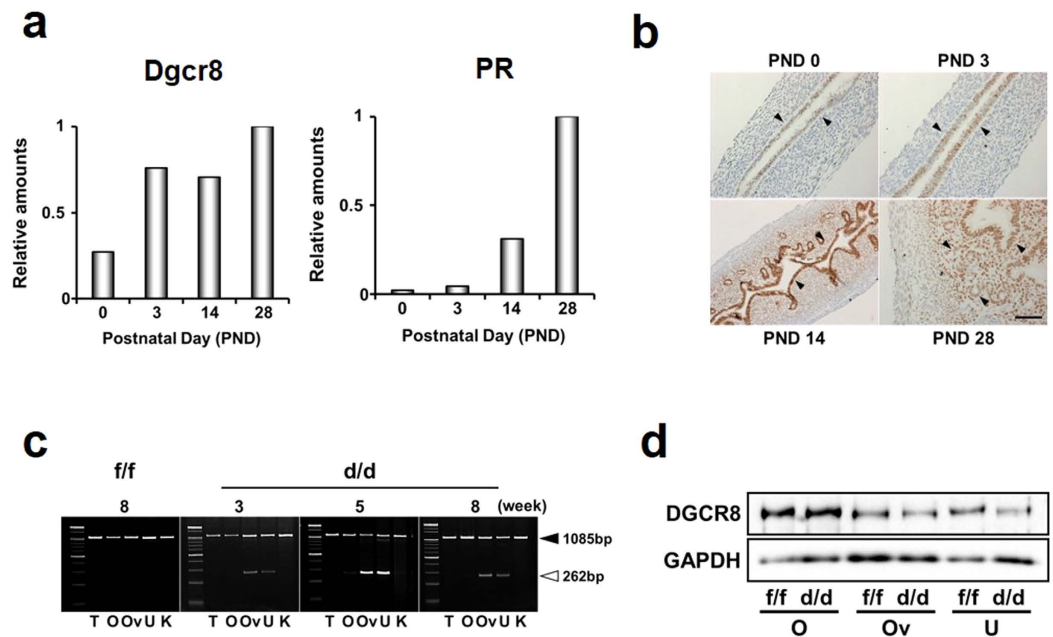 a
Dgcr8
PR
Relative amounts
1
0.5
0
0 3 14 28
Postnatal Day (PND)
Relative amounts
1
0.5
0
0 3 14 28
Postnatal Day (PND)
b
PND 0 PND 3
PND 14 PND 28
c
f/f d/d
8 3 5 8 (week)
1085bp
262bp
T O Ov U K T O Ov U K T O Ov U K T O Ov U K
d
DGCR8
GAPDH
f/f d/d f/f d/d f/f d/d
O Ov U